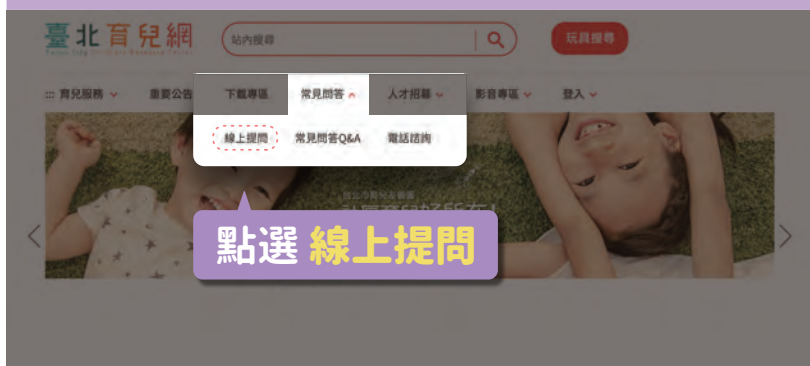 臺北育兒網
站內搜尋
玩具搜尋
::: 育兒服務
重要公告
下載專區
常見問答
人才招募
影音專區
登入
線上提問
常見問答Q&A
電話諮詢
點選 線上提問